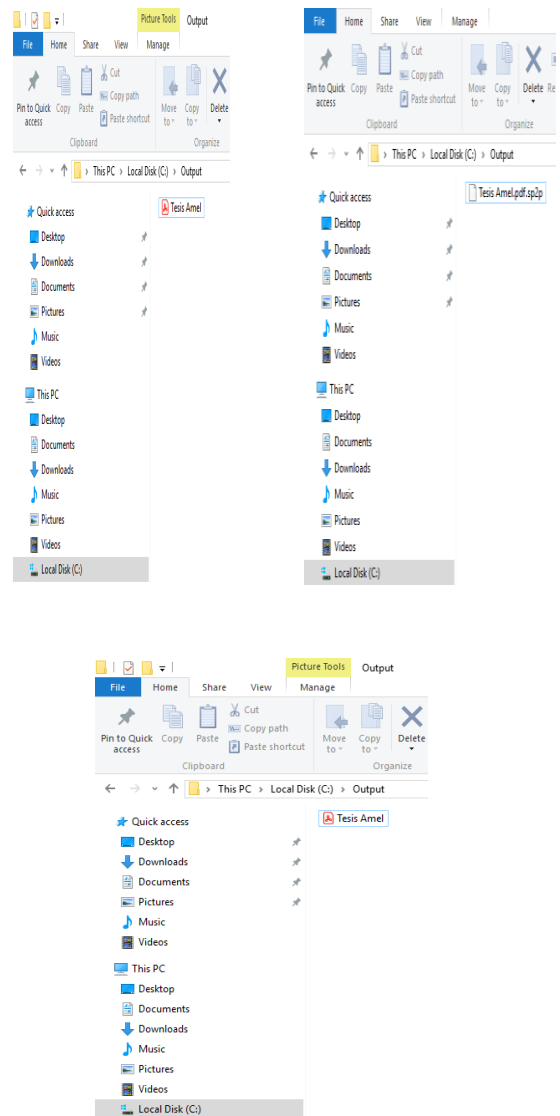 Picture Tools Output
File Home Share View Manage
Pin to Quick access Copy Paste Cut Copy path Paste shortcut Move to Copy to Delete
Clipboard Organize
This PC > Local Disk (C:) > Output
Quick access
Desktop
Downloads
Documents
Pictures
Music
Videos
This PC
Desktop
Documents
Downloads
Music
Pictures
Videos
Local Disk (C:)
Tesis Amel
File Home Share View Manage
Pin to Quick access Copy Paste Cut Copy path Paste shortcut Move to Copy to Delete Re
Clipboard Organize
This PC > Local Disk (C:) > Output
Quick access
Desktop
Downloads
Documents
Pictures
Music
Videos
This PC
Desktop
Documents
Downloads
Music
Pictures
Videos
Local Disk (C:)
Tesis Amel.pdf.sp2p
Picture Tools Output
File Home Share View Manage
Pin to Quick access Copy Paste Cut Copy path Paste shortcut Move to Copy to Delete
Clipboard Organize
This PC > Local Disk (C:) > Output
Quick access
Desktop
Downloads
Documents
Pictures
Music
Videos
This PC
Desktop
Documents
Downloads
Music
Pictures
Videos
Local Disk (C:)
Tesis Amel